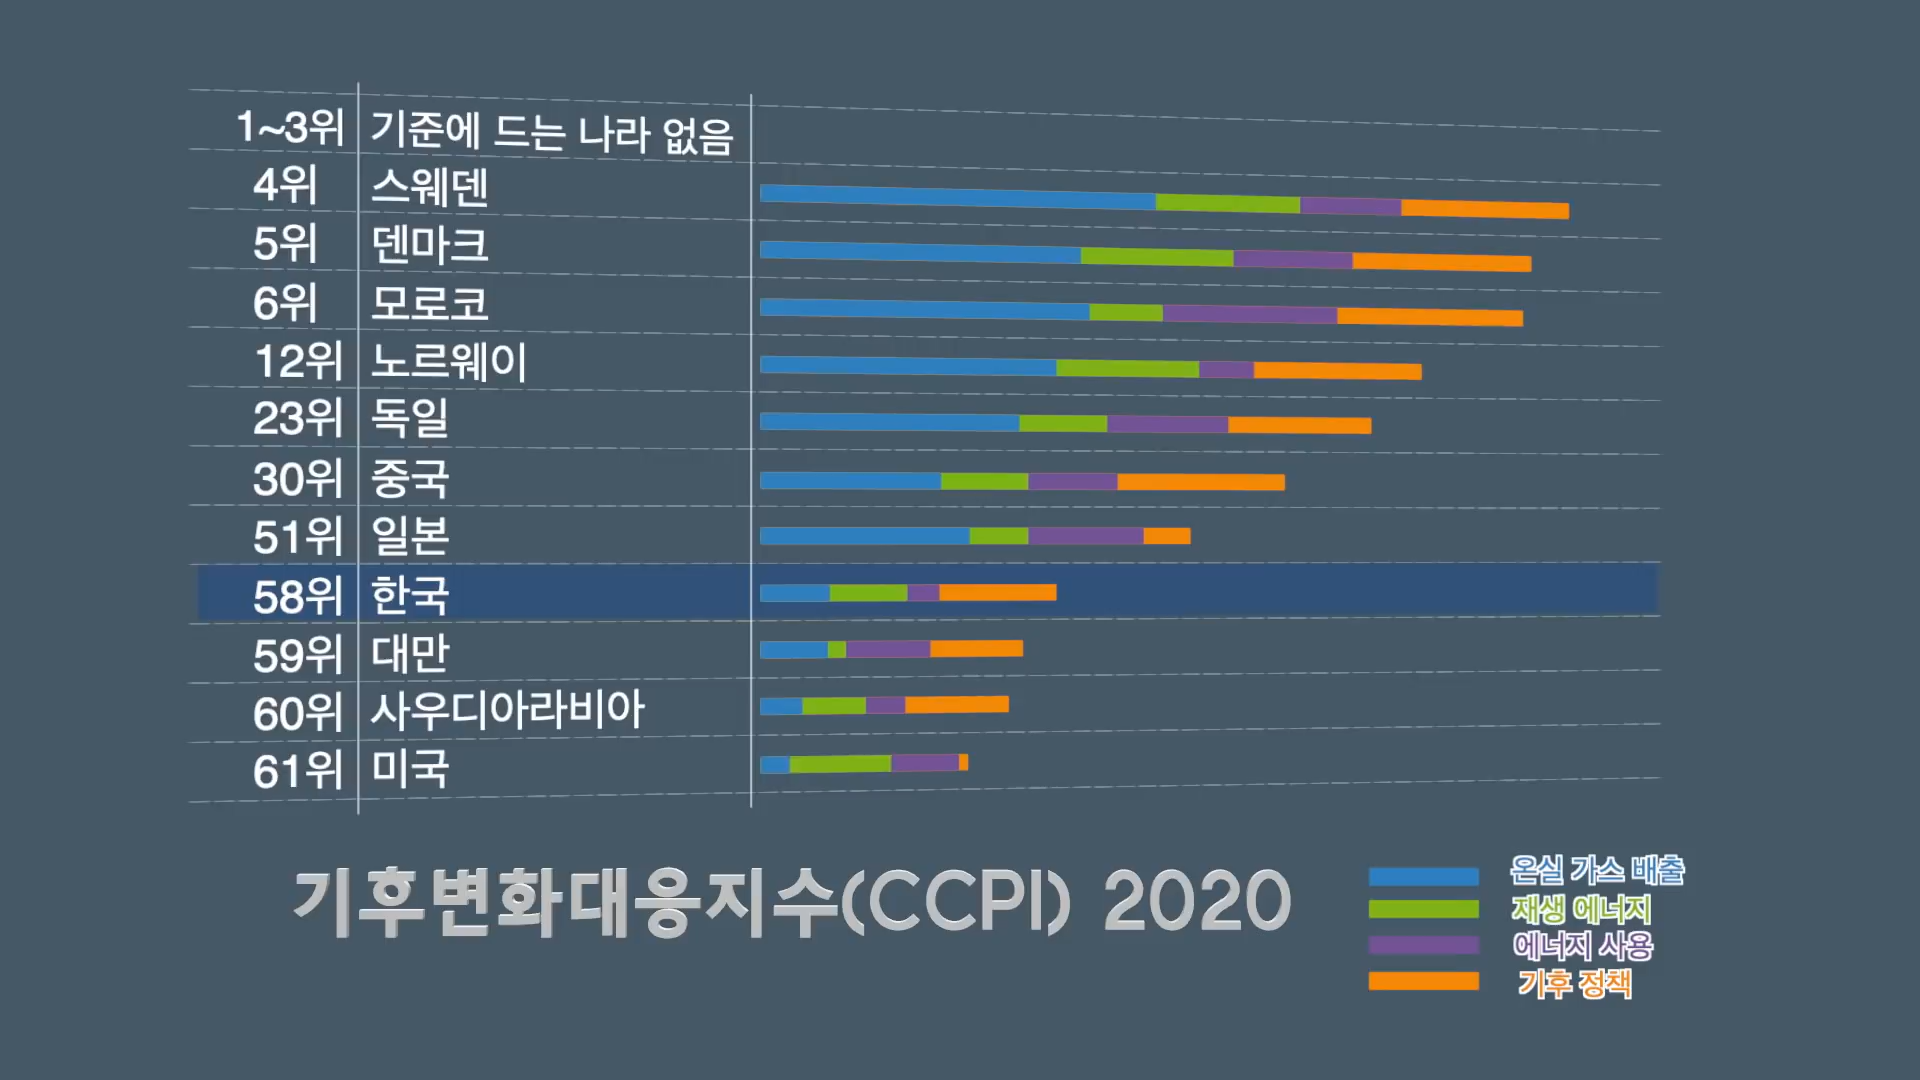 1~3위 기준에 드는 나라 없음
4위 스웨덴
5위 덴마크
6위 모로코
12위 노르웨이
23위 독일
30위 중국
51위 일본
58위 한국
59위 대만
60위 사우디아라비아
61위 미국
기후변화대응지수(CCPI) 2020
온실 가스 배출
재생 에너지
에너지 사용
기후 정책